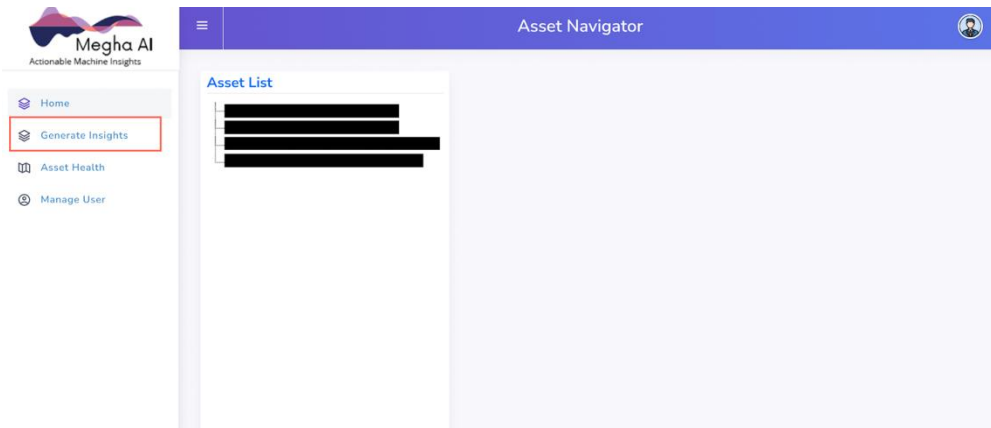 Megha AI
Actionable Machine Insights
Asset Navigator
Home
Generate Insights
Asset Health
Manage User
Asset List